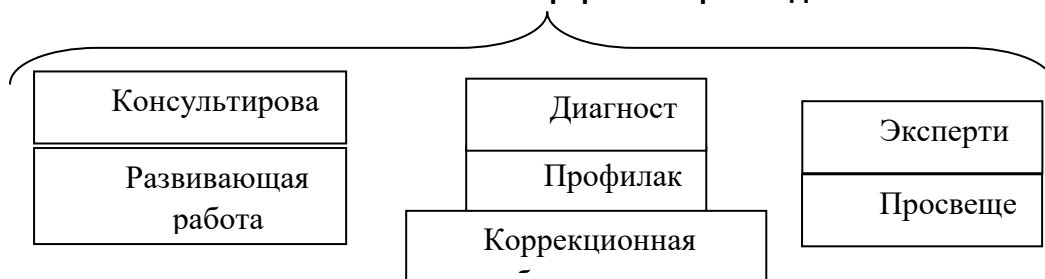 Консультирова
Развивающая
работа
Диагност
Профилак
Коррекционная
Эксперти
Просвеще